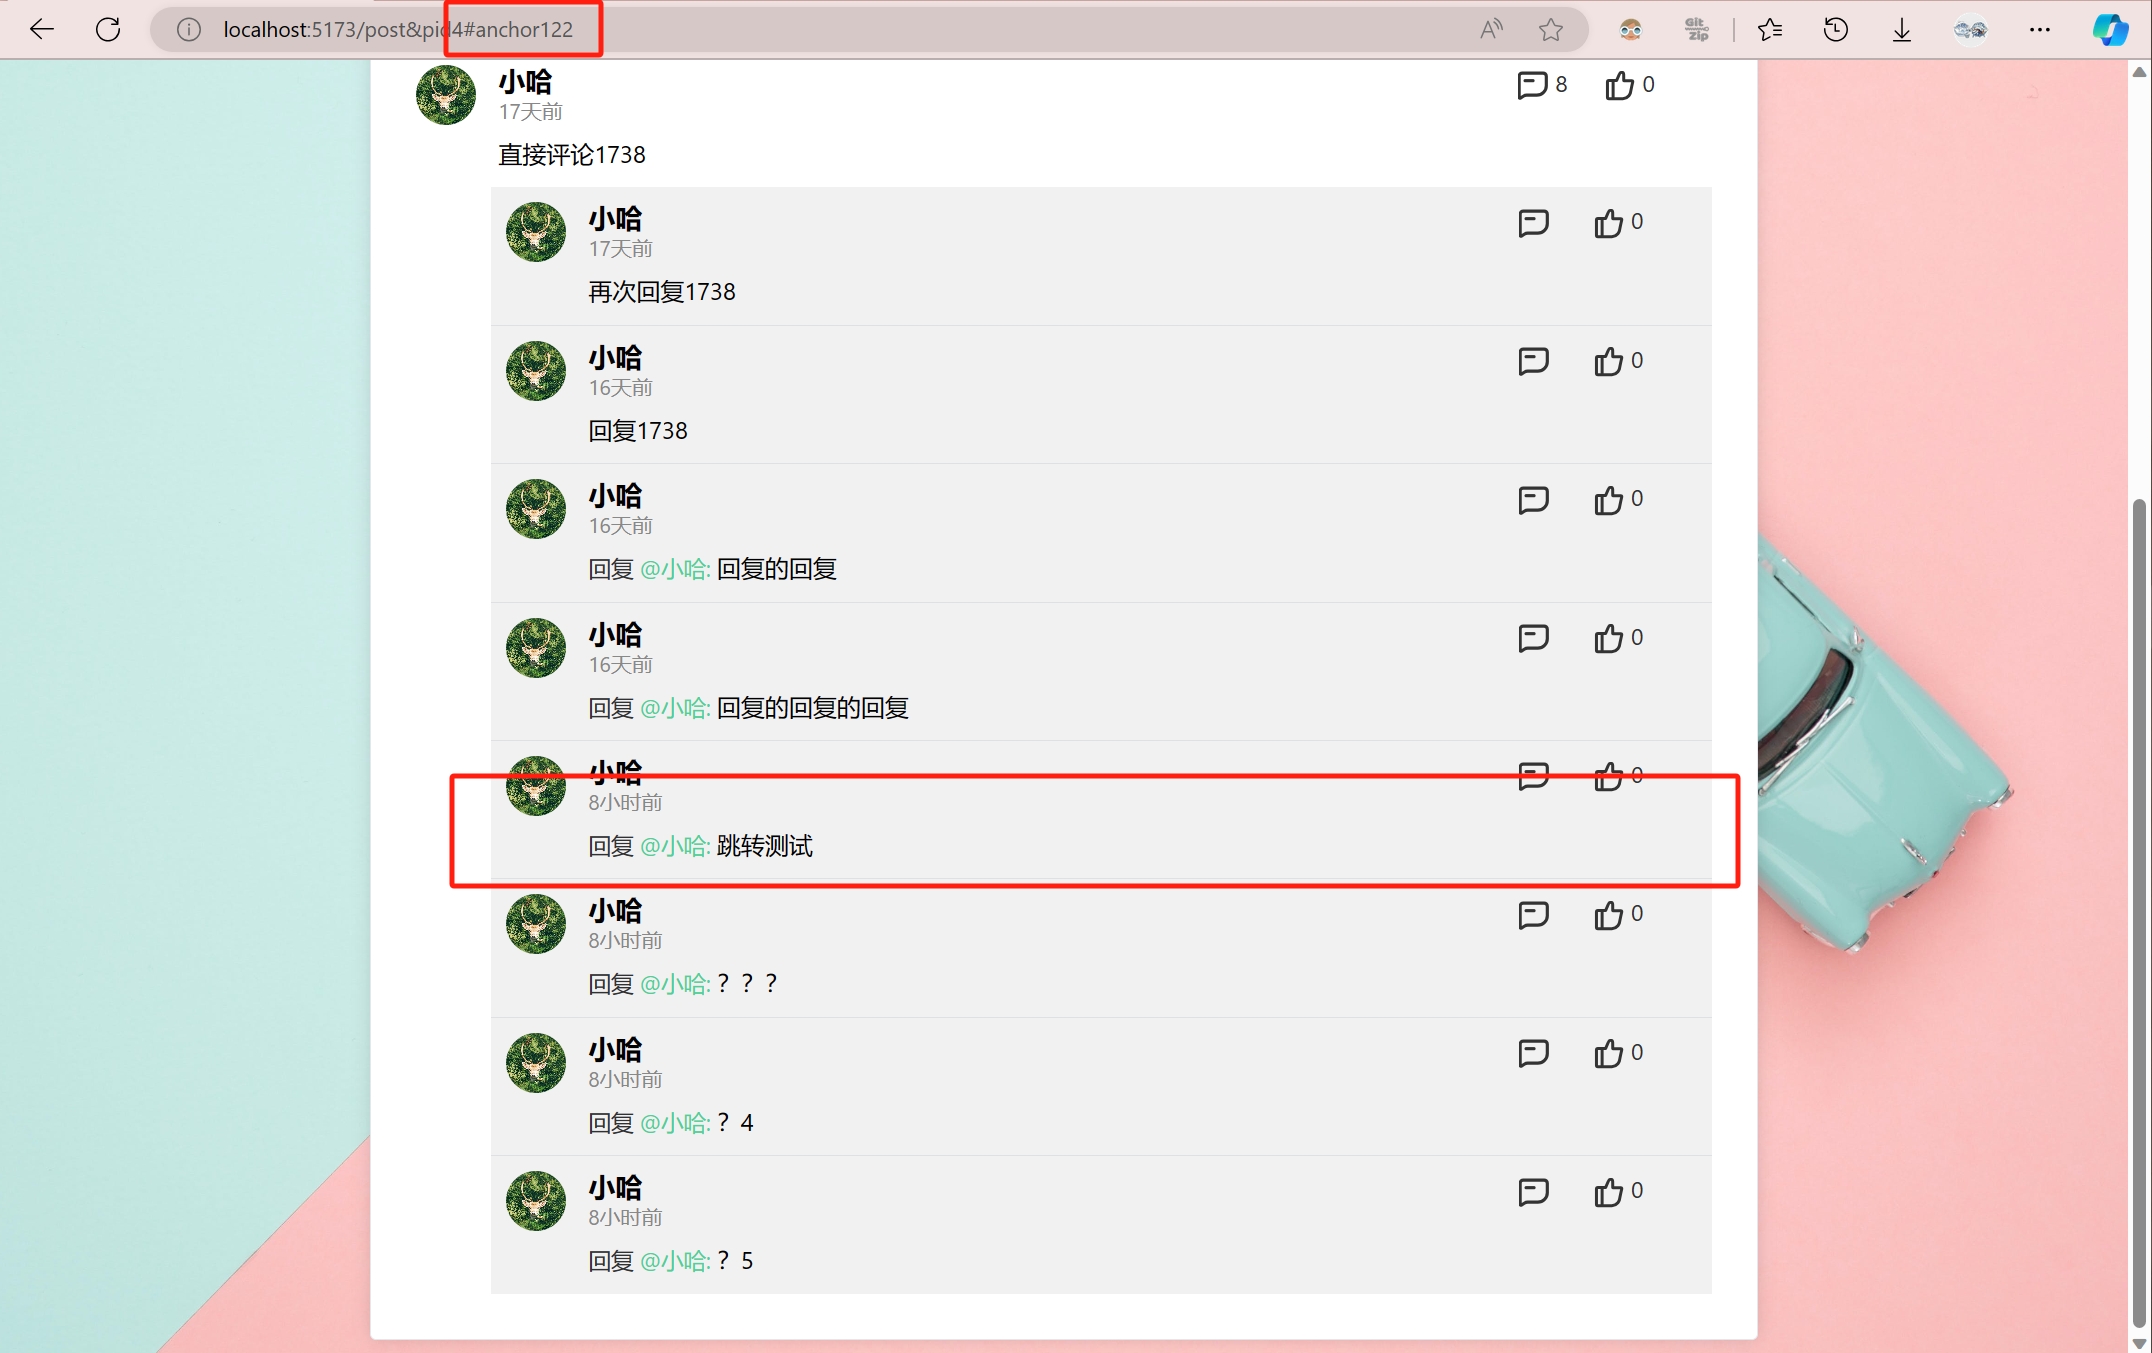 localhost:5173/post&pid4#anchor122
Git
Zip
小哈
8
0
17天前
直接评论1738
小哈
0
17天前
再次回复1738
小哈
0
16天前
回复1738
小哈
0
16天前
回复 @小哈: 回复的回复
小哈
0
16天前
回复 @小哈: 回复的回复的回复
小哈
0
8小时前
回复 @小哈: 跳转测试
小哈
0
8小时前
回复 @小哈: ？？？
小哈
0
8小时前
回复 @小哈: ？4
小哈
0
8小时前
回复 @小哈: ？5